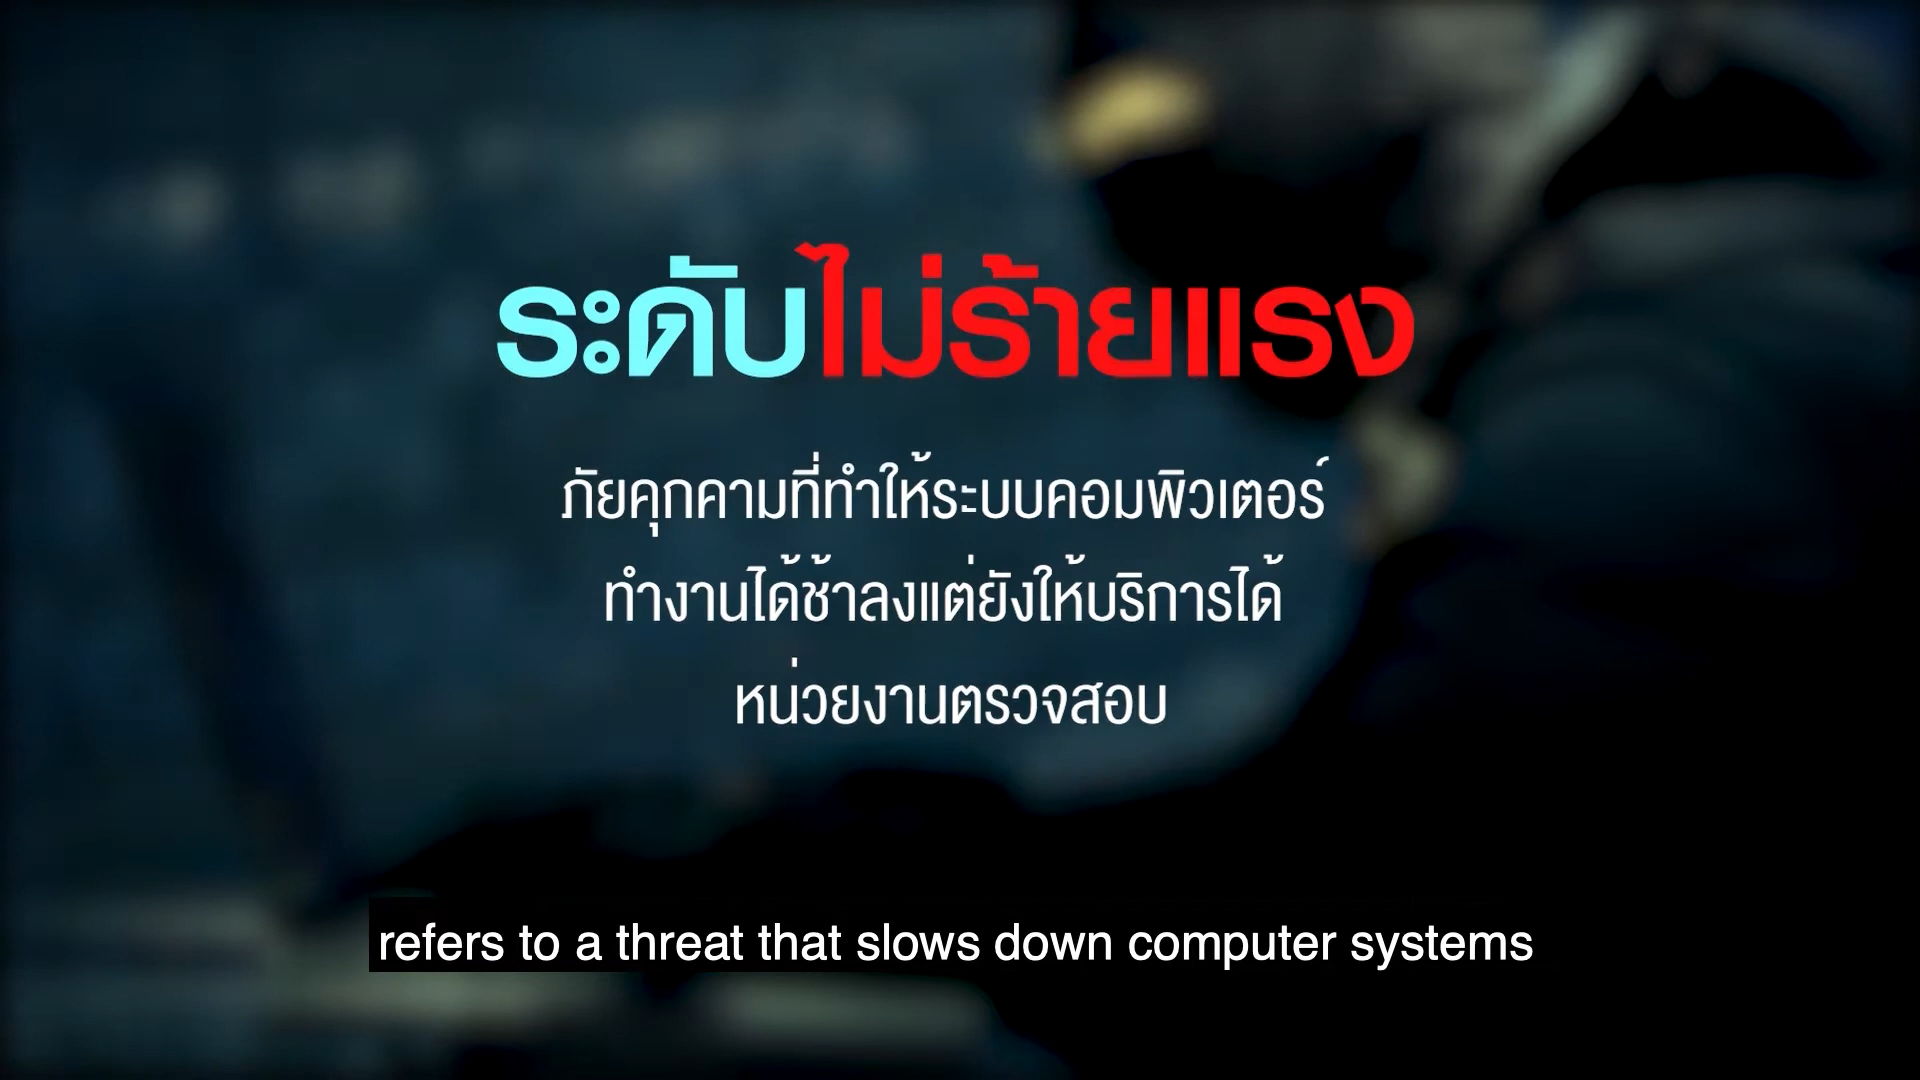 ระดับไม่ร้ายแรง
ภัยคุกคามที่ทำให้ระบบคอมพิวเตอร์
ทำงานได้ช้าลงแต่ยังให้บริการได้
หน่วยงานตรวจสอบ
refers to a threat that slows down computer systems